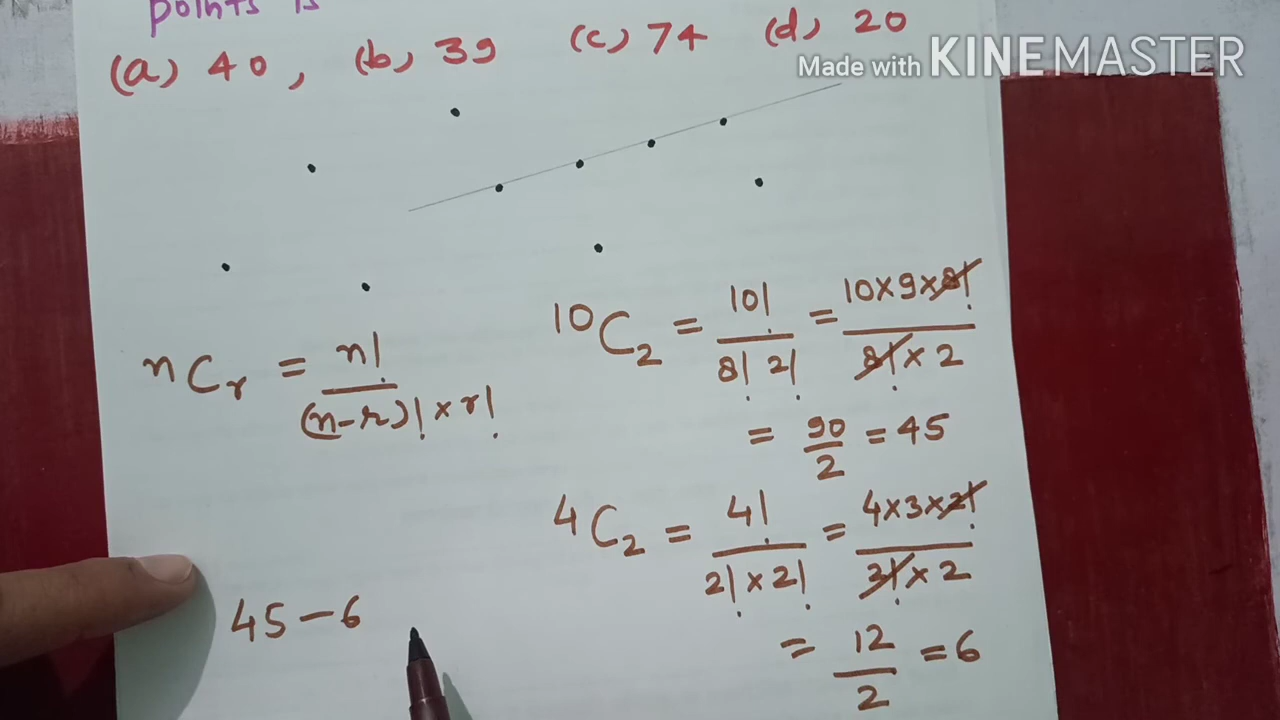 points is
(a) 40, (b) 39 (c) 74 (d) 20
Made with KINEMASTER
ⁿCᵣ = n! / (n-r)! × r!
¹⁰C₂ = 10! / 8! 2! = 10×9×8! / 8! × 2
= 90/2 = 45
⁴C₂ = 4! / 2! × 2! = 4×3×2! / 2! × 2
= 12/2 = 6
45 - 6